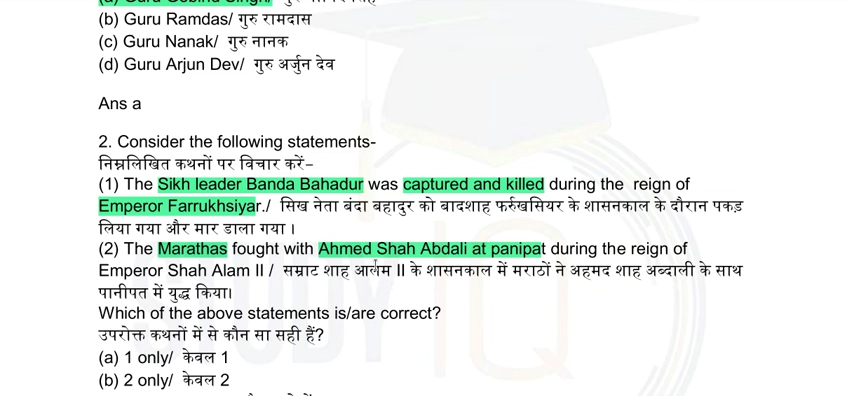 (b) Guru Ramdas/ गुरु रामदास
(c) Guru Nanak/ गुरु नानक
(d) Guru Arjun Dev/ गुरु अर्जुन देव
Ans a
2. Consider the following statements-
निम्नलिखित कथनों पर विचार करें–
(1) The Sikh leader Banda Bahadur was captured and killed during the reign of
Emperor Farrukhsiyar./ सिख नेता बंदा बहादुर को बादशाह फर्रुखसियर के शासनकाल के दौरान पकड़
लिया गया और मार डाला गया ।
(2) The Marathas fought with Ahmed Shah Abdali at panipat during the reign of
Emperor Shah Alam II / सम्राट शाह आलम II के शासनकाल में मराठों ने अहमद शाह अब्दाली के साथ
पानीपत में युद्ध किया।
Which of the above statements is/are correct?
उपरोक्त कथनों में से कौन सा सही हैं?
(a) 1 only/ केवल 1
(b) 2 only/ केवल 2